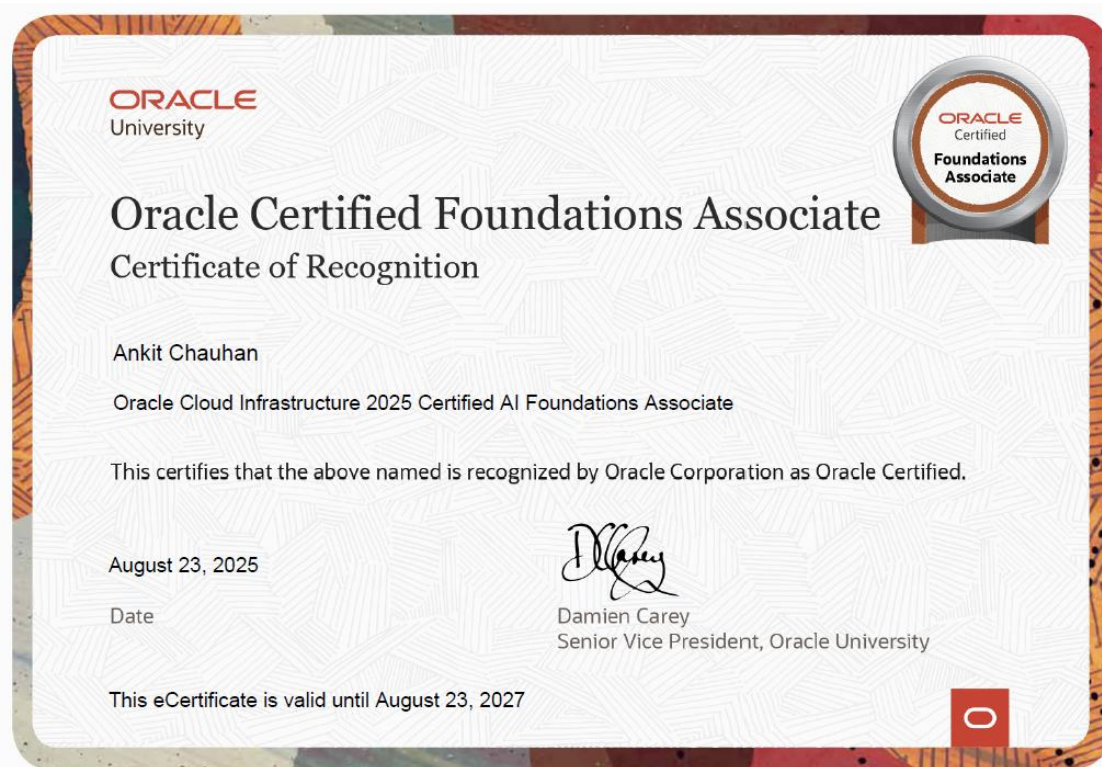 ORACLE
University
ORACLE
Certified
Foundations
Associate
Oracle Certified Foundations Associate
Certificate of Recognition
Ankit Chauhan
Oracle Cloud Infrastructure 2025 Certified AI Foundations Associate
This certifies that the above named is recognized by Oracle Corporation as Oracle Certified.
DCarey
August 23, 2025
Date
Damien Carey
Senior Vice President, Oracle University
This eCertificate is valid until August 23, 2027